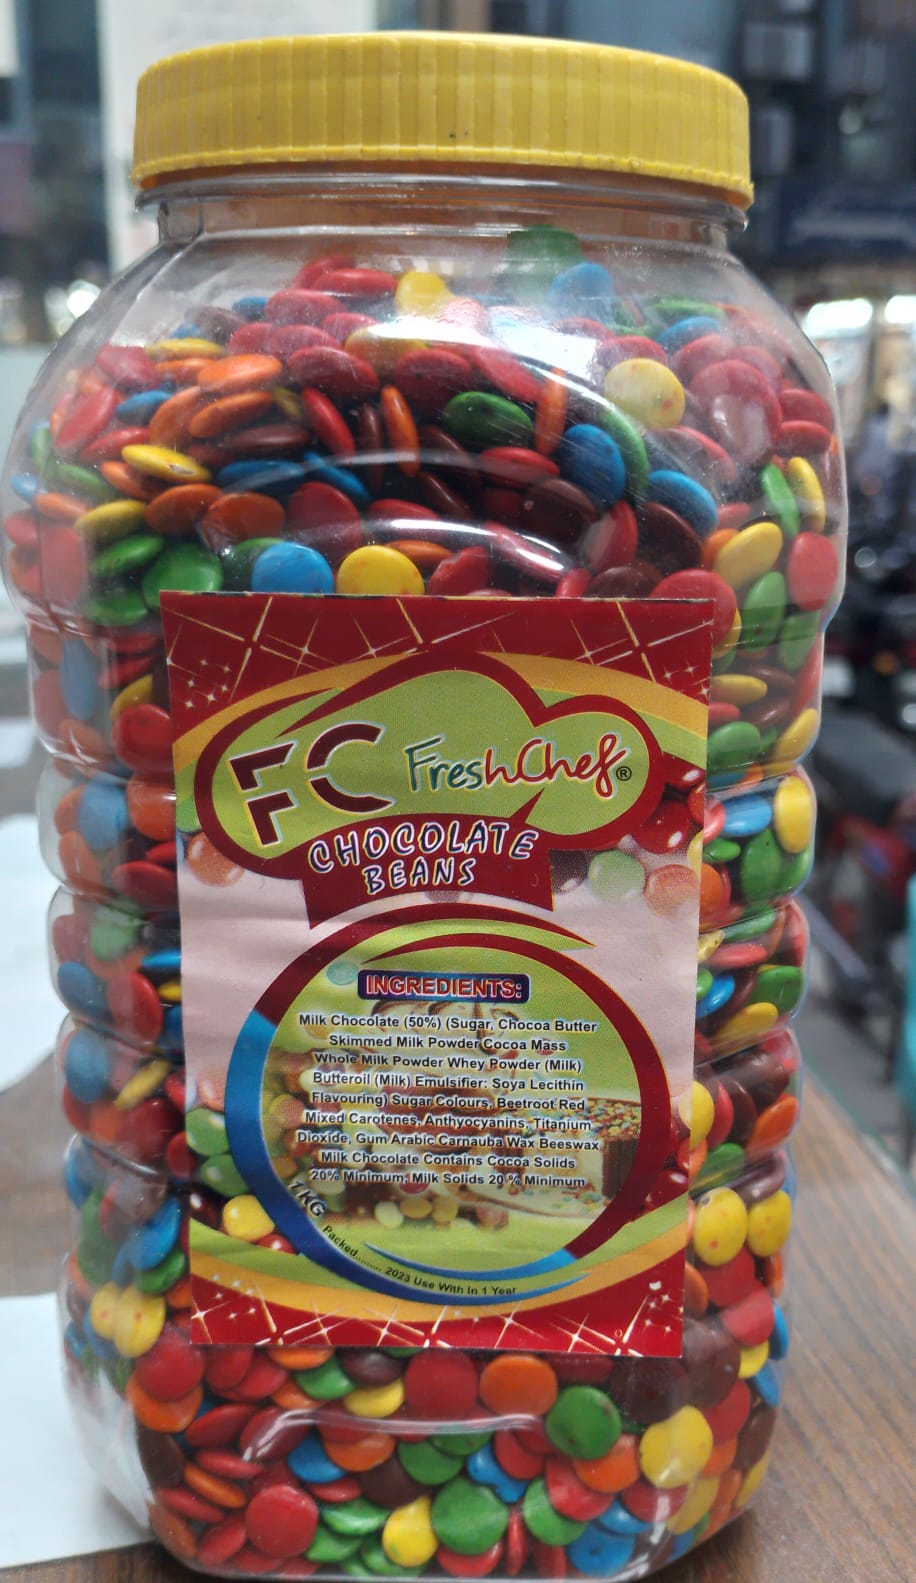 FC FreshChef®
CHOCOLATE
BEANS
INGREDIENTS:
Milk Chocolate (50%) (Sugar, Chocoa Butter
Skimmed Milk Powder Cocoa Mass
Whole Milk Powder Whey Powder (Milk)
Butteroil (Milk) Emulsifier: Soya Lecithin
Flavouring) Sugar Colours, Beetroot Red
Mixed Carotenes, Anthyocyanins, Titanium
Dioxide, Gum Arabic Carnauba Wax Beeswax
Milk Chocolate Contains Cocoa Solids
20% Minimum; Milk Solids 20 % Minimum
1 KG
Packed.......... 2023 Use With In 1 Year